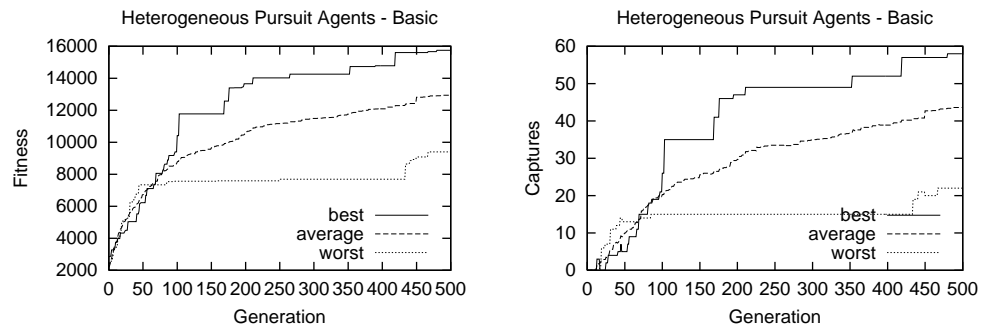 Heterogeneous Pursuit Agents - Basic
16000
14000
12000
10000
8000
6000
4000
2000
Fitness
best
average
worst
0 50 100 150 200 250 300 350 400 450 500
Generation
Heterogeneous Pursuit Agents - Basic
60
50
40
30
20
10
0
Captures
best
average
worst
0 50 100 150 200 250 300 350 400 450 500
Generation